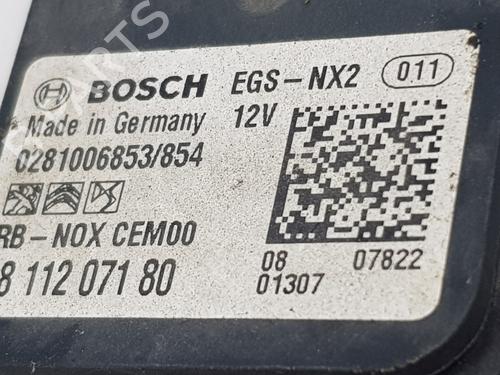 BOSCH EGS-NX2 011
Made in Germany 12V
0281006853/854
RB-NOX CEM00
8 112 071 80
08 07822
01307